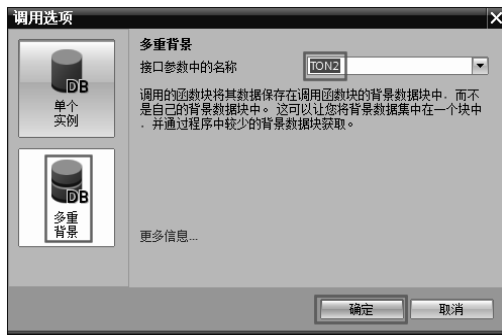 调用选项
多重背景
接口参数中的名称
TON2
调用的函数块将其数据保存在调用函数块的背景数据块中，而不
是自己的背景数据块中。 这可以让您将背景数据集中在一个块中
，并通过程序中较少的背景数据块获取。
DB
单个
实例
DB
多重
背景
更多信息...
确定
取消